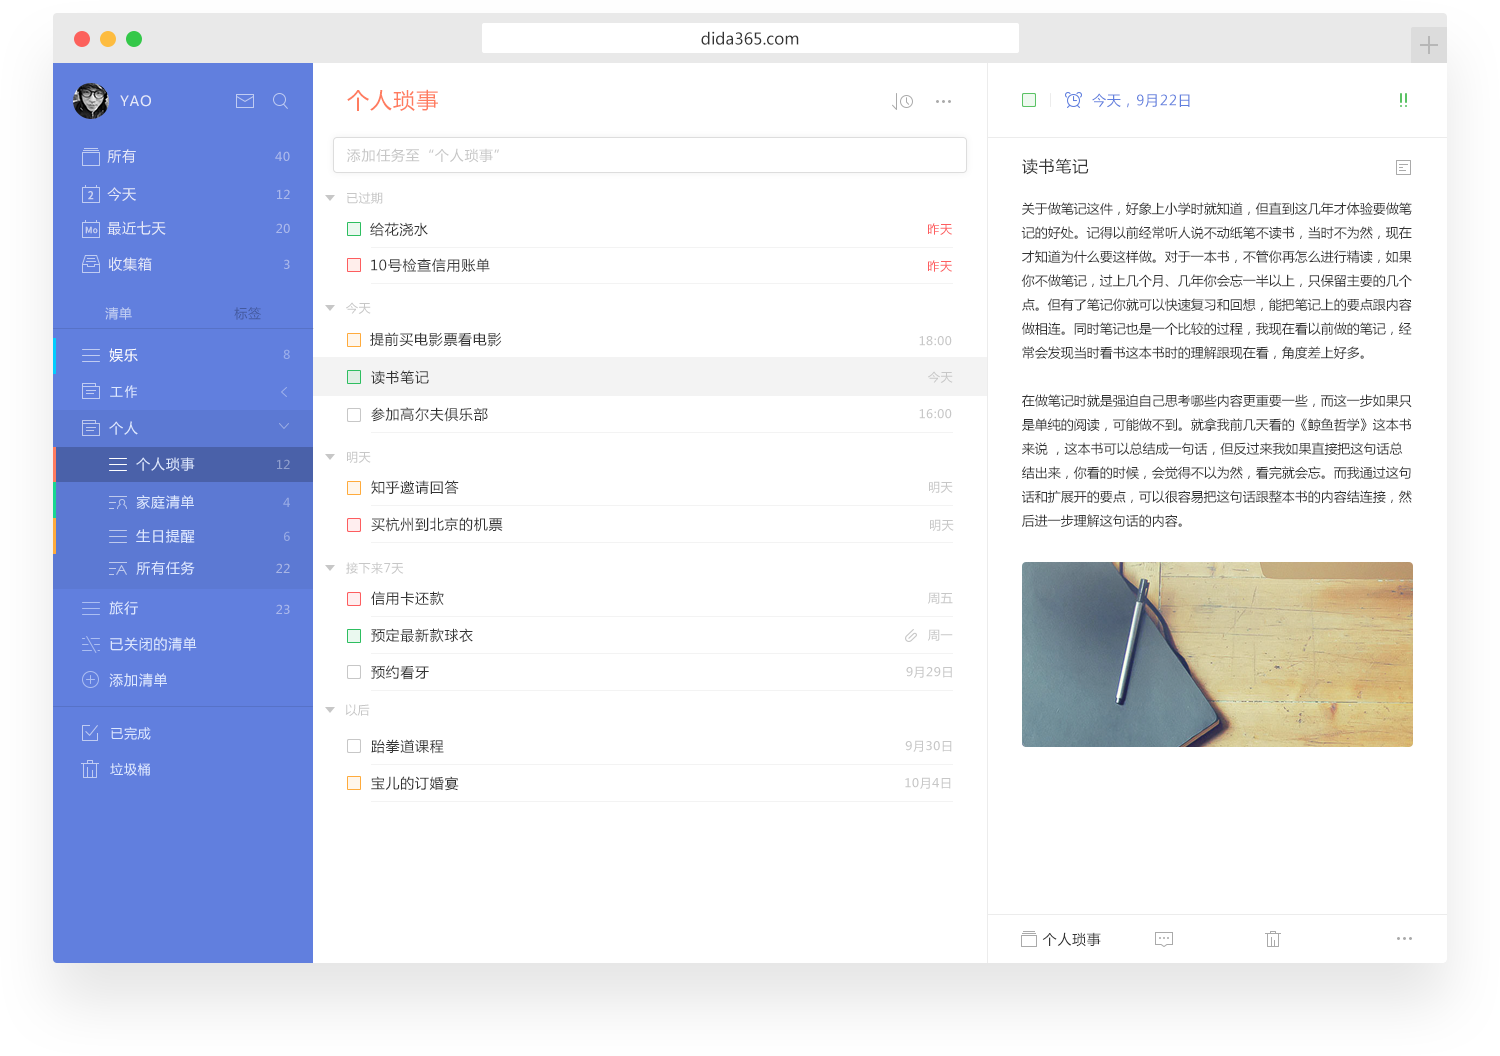 dida365.com
YAO
所有 40
2 今天 12
Mo 最近七天 20
收集箱 3
清单 标签
娱乐 8
工作
个人
个人琐事 12
家庭清单 4
生日提醒 6
所有任务 22
旅行 23
已关闭的清单
添加清单
已完成
垃圾桶
个人琐事
添加任务至“个人琐事”
已过期
给花浇水 昨天
10号检查信用账单 昨天
今天
提前买电影票看电影 18:00
读书笔记 今天
参加高尔夫俱乐部 16:00
明天
知乎邀请回答 明天
买杭州到北京的机票 明天
接下来7天
信用卡还款 周五
预定最新款球衣 周一
预约看牙 9月29日
以后
跆拳道课程 9月30日
宝儿的订婚宴 10月4日
今天，9月22日 !!
读书笔记
关于做笔记这件，好象上小学时就知道，但直到这几年才体验要做笔
记的好处。记得以前经常听人说不动纸笔不读书，当时不为然，现在
才知道为什么要这样做。对于一本书，不管你再怎么进行精读，如果
你不做笔记，过上几个月、几年你会忘一半以上，只保留主要的几个
点。但有了笔记你就可以快速复习和回想，能把笔记上的要点跟内容
做相连。同时笔记也是一个比较的过程，我现在看以前做的笔记，经
常会发现当时看书这本书时的理解跟现在看，角度差上好多。
在做笔记时就是强迫自己思考哪些内容更重要一些，而这一步如果只
是单纯的阅读，可能做不到。就拿我前几天看的《鲸鱼哲学》这本书
来说 ，这本书可以总结成一句话，但反过来我如果直接把这句话总
结出来，你看的时候，会觉得不以为然，看完就会忘。而我通过这句
话和扩展开的要点，可以很容易把这句话跟整本书的内容结连接，然
后进一步理解这句话的内容。
个人琐事